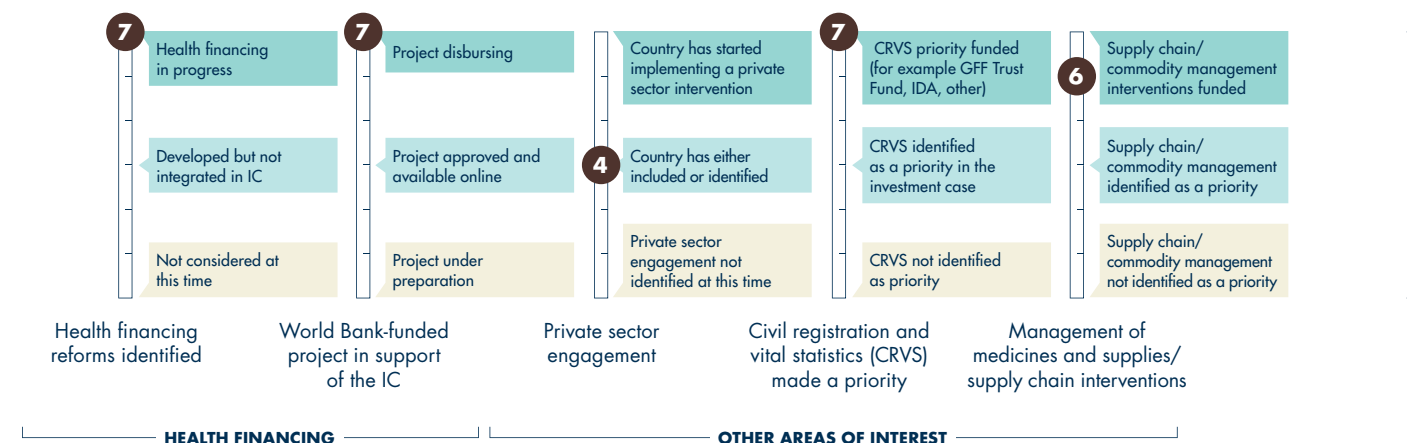 7
Health financing
in progress
Developed but not
integrated in IC
Not considered at
this time
Health financing
reforms identified
7
Project disbursing
Project approved and
available online
Project under
preparation
World Bank-funded
project in support
of the IC
Country has started
implementing a private
sector intervention
4
Country has either
included or identified
Private sector
engagement not
identified at this time
Private sector
engagement
7
CRVS priority funded
(for example GFF Trust
Fund, IDA, other)
CRVS identified
as a priority in the
investment case
CRVS not identified
as priority
Civil registration and
vital statistics (CRVS)
made a priority
6
Supply chain/
commodity management
interventions funded
Supply chain/
commodity management
identified as a priority
Supply chain/
commodity management
not identified as a priority
Management of
medicines and supplies/
supply chain interventions
HEALTH FINANCING
OTHER AREAS OF INTEREST